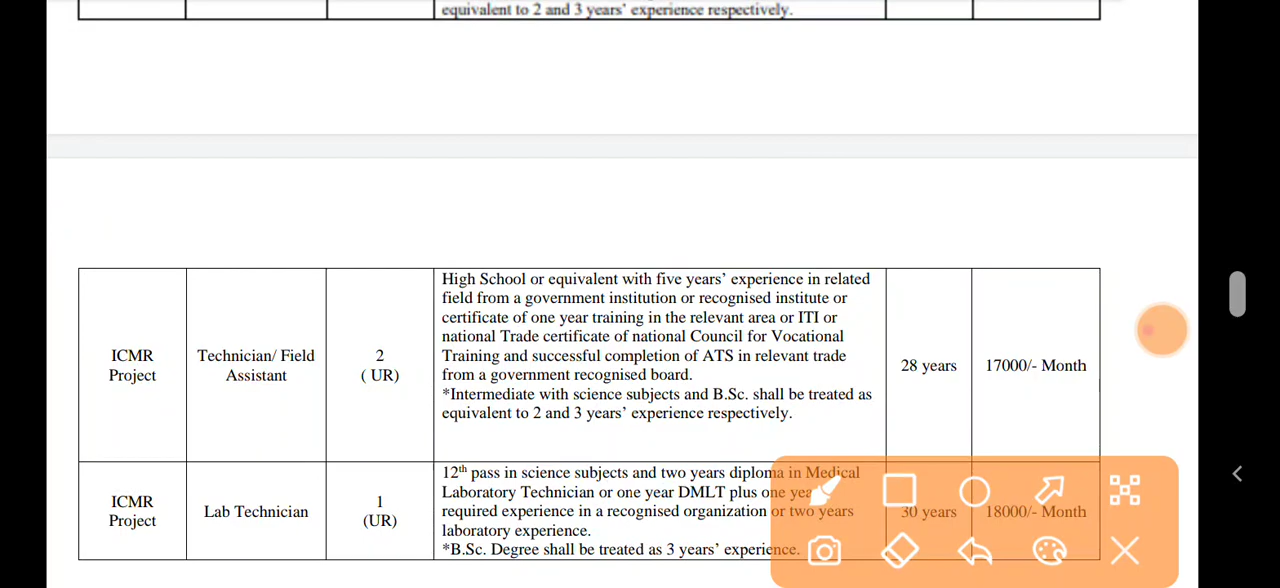 equivalent to 2 and 3 years’ experience respectively.
ICMR
Project
Technician/ Field
Assistant
2
( UR)
High School or equivalent with five years’ experience in related
field from a government institution or recognised institute or
certificate of one year training in the relevant area or ITI or
national Trade certificate of national Council for Vocational
Training and successful completion of ATS in relevant trade
from a government recognised board.
*Intermediate with science subjects and B.Sc. shall be treated as
equivalent to 2 and 3 years’ experience respectively.
28 years
17000/- Month
ICMR
Project
Lab Technician
1
(UR)
12th pass in science subjects and two years diploma in Medical
Laboratory Technician or one year DMLT plus one
required experience in a recognised organization or two years
laboratory experience.
*B.Sc. Degree shall be treated as 3 years’ experience.
30 years
18000/- Month